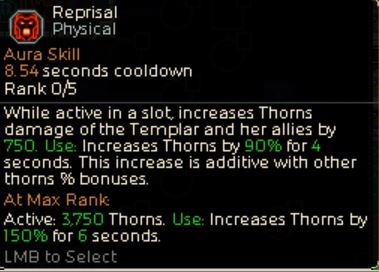 Reprisal
Physical
Aura Skill
8.54 seconds cooldown
Rank 0/5
While active in a slot, increases Thorns
damage of the Templar and her allies by
750. Use: Increases Thorns by 90% for 4
seconds. This increase is additive with other
thorns % bonuses.
At Max Rank:
Active: 3,750 Thorns. Use: Increases Thorns by
150% for 6 seconds.
LMB to Select